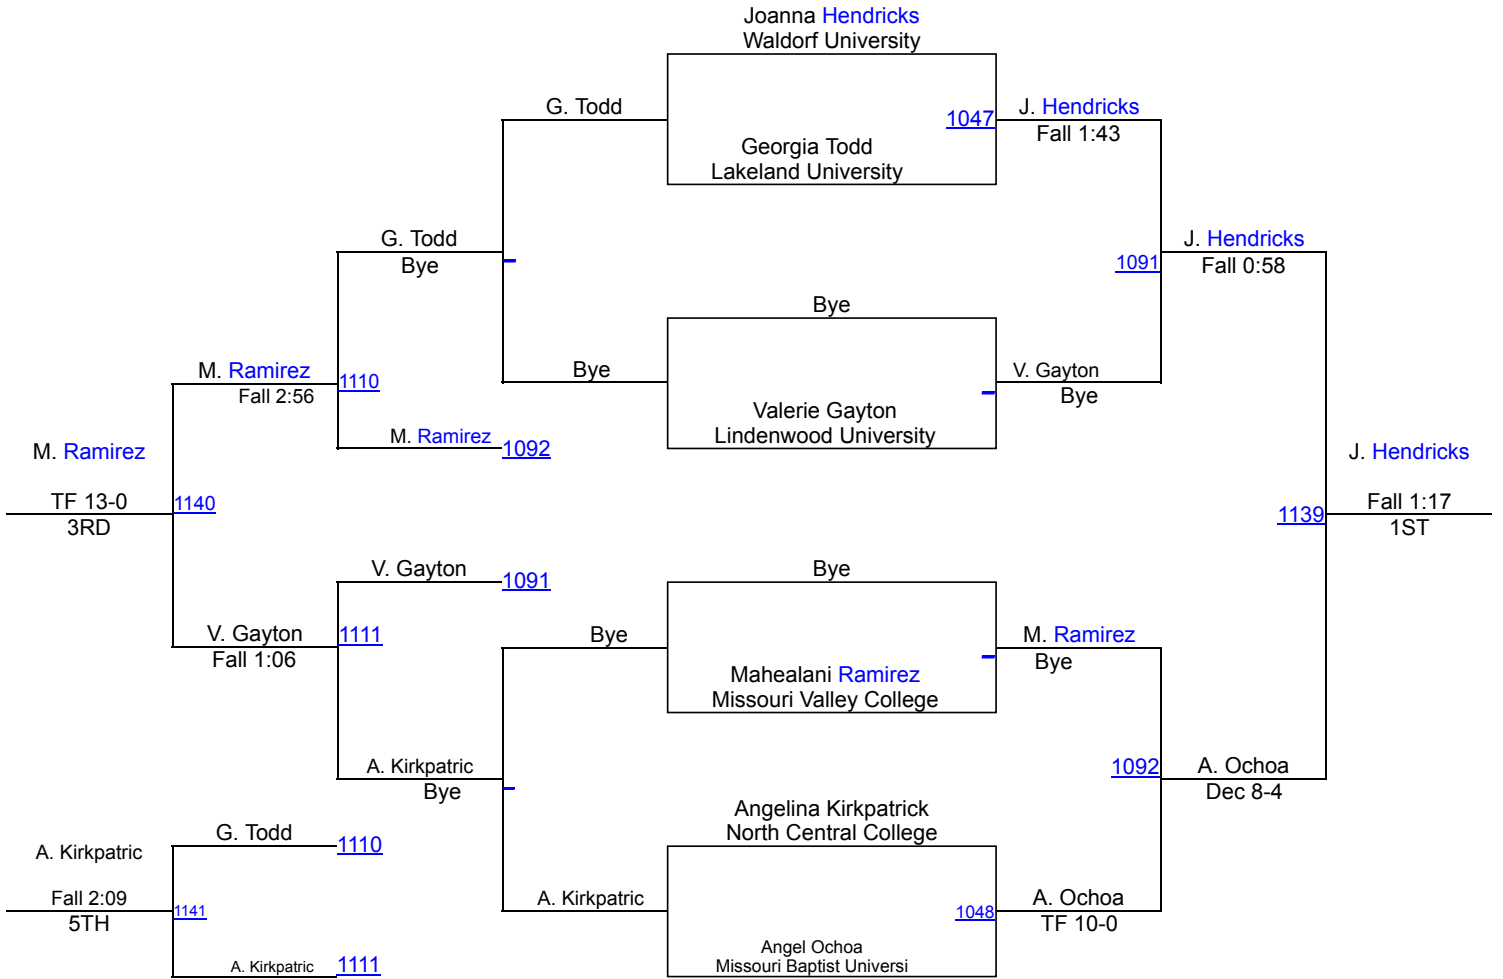 Joanna Hendricks
Waldorf University
G. Todd
1047
J. Hendricks
Fall 1:43
Georgia Todd
Lakeland University
G. Todd
Bye
J. Hendricks
1091
Fall 0:58
Bye
M. Ramirez
Fall 2:56
1110
Bye
V. Gayton
Bye
Valerie Gayton
Lindenwood University
M. Ramirez
1092
M. Ramirez
TF 13-0
3RD
1140
J. Hendricks
1139
Fall 1:17
1ST
V. Gayton
1091
Bye
V. Gayton
Fall 1:06
1111
Bye
M. Ramirez
Bye
Mahealani Ramirez
Missouri Valley College
A. Kirkpatric
Bye
1092
A. Ochoa
Dec 8-4
Angelina Kirkpatrick
North Central College
G. Todd
1110
A. Kirkpatric
Fall 2:09
5TH
1141
A. Kirkpatric
1048
A. Ochoa
TF 10-0
Angel Ochoa
Missouri Baptist Universi
A. Kirkpatric
1111